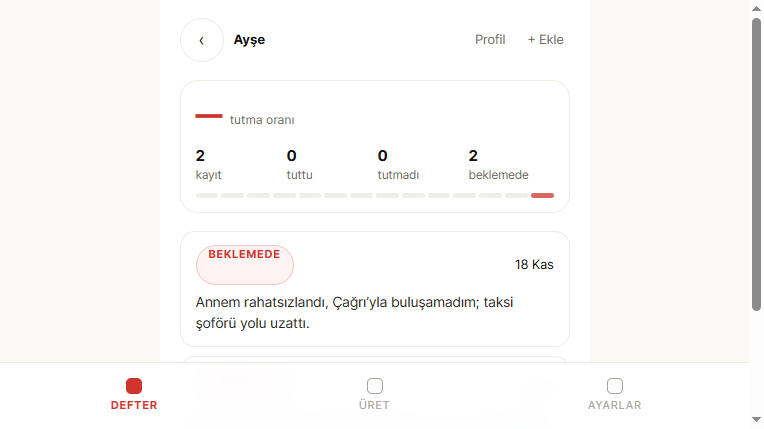 ‹ Ayşe Profil + Ekle
— tutma oranı
2 0 0 2
kayıt tuttu tutmadı beklemede
BEKLEMEDE 18 Kas
Annem rahatsızlandı, Çağrı'yla buluşamadım; taksi
şoförü yolu uzattı.
DEFTER ÜRET AYARLAR